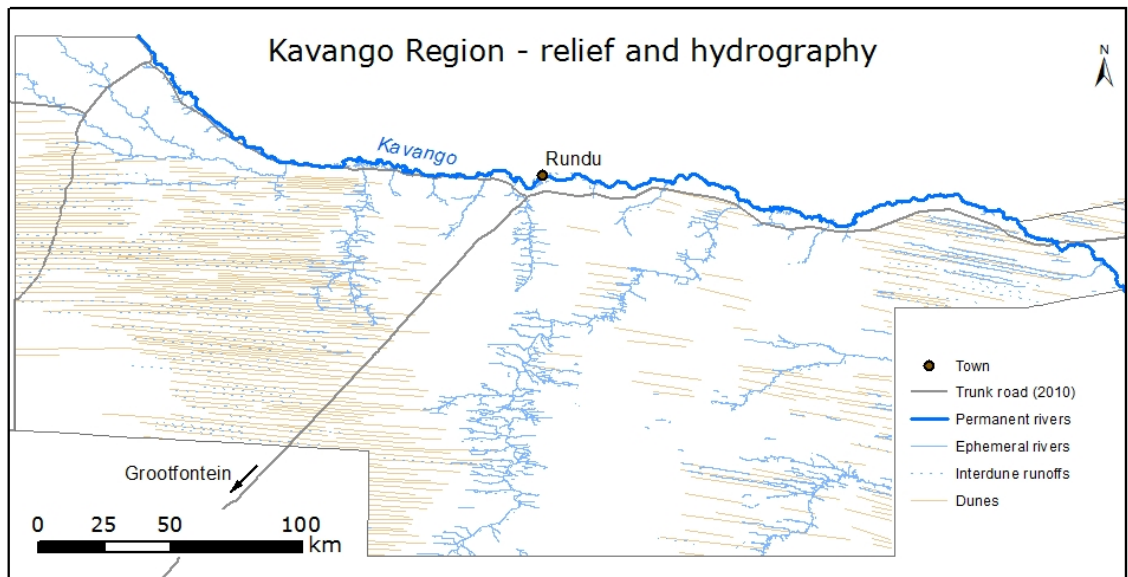 Kavango Region - relief and hydrography
N
Kavango
Rundu
Town
Trunk road (2010)
Permanent rivers
Ephemeral rivers
Interdune runoffs
Dunes
Grootfontein
0 25 50 100
km